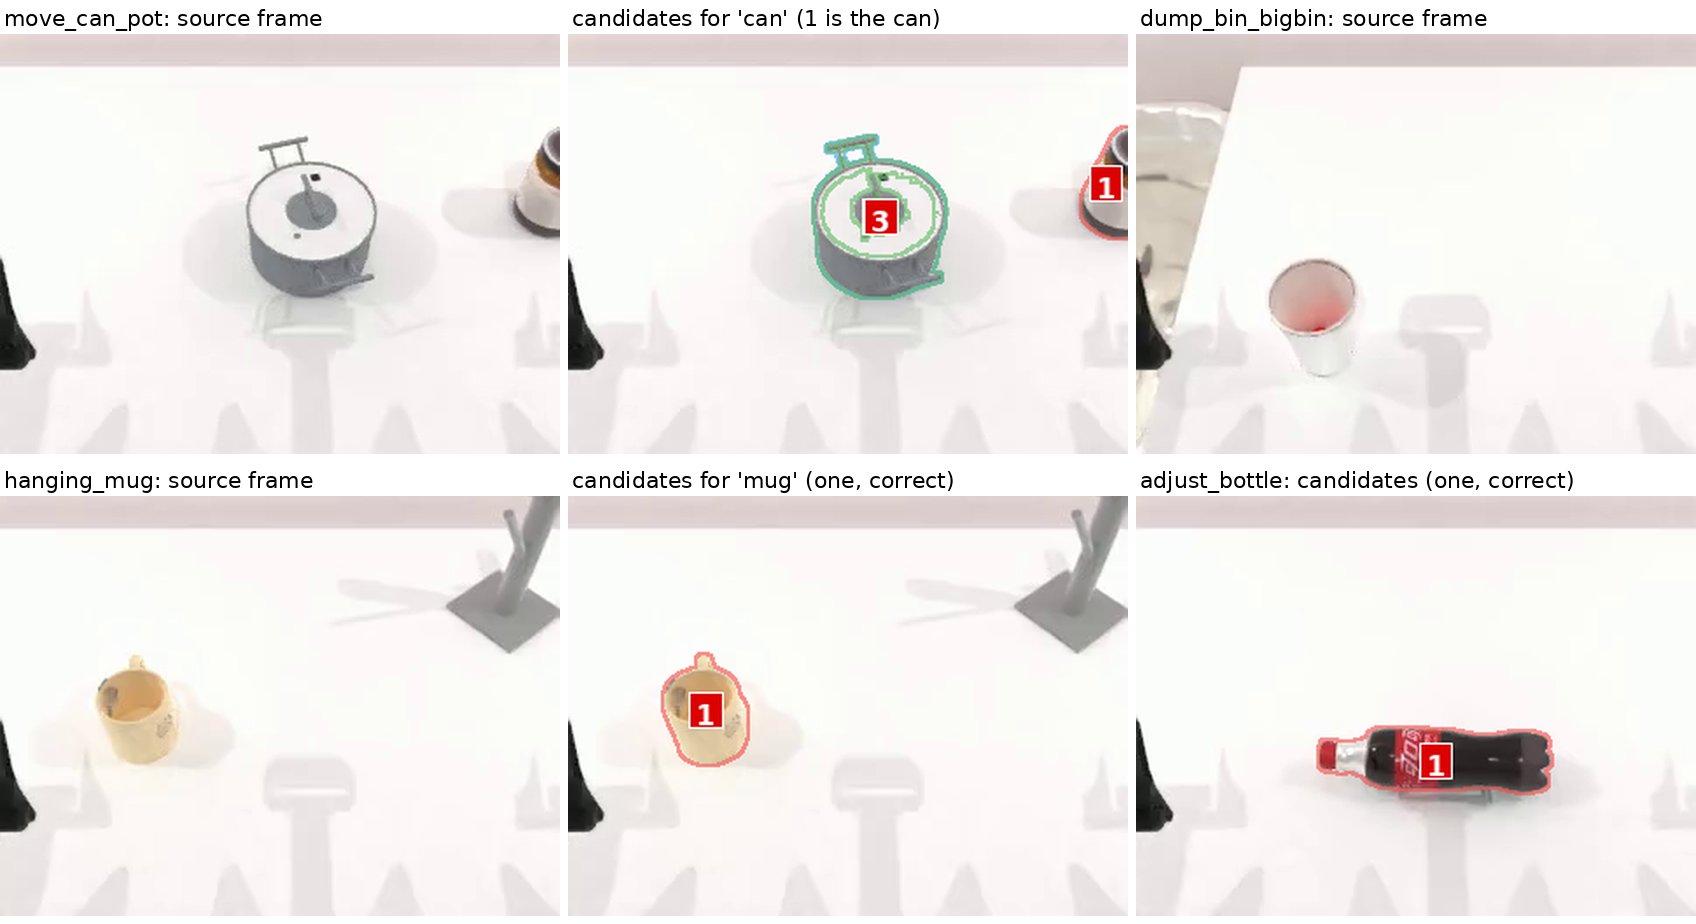 move_can_pot: source frame
candidates for 'can' (1 is the can)
dump_bin_bigbin: source frame
3
1
hanging_mug: source frame
candidates for 'mug' (one, correct)
adjust_bottle: candidates (one, correct)
1
1